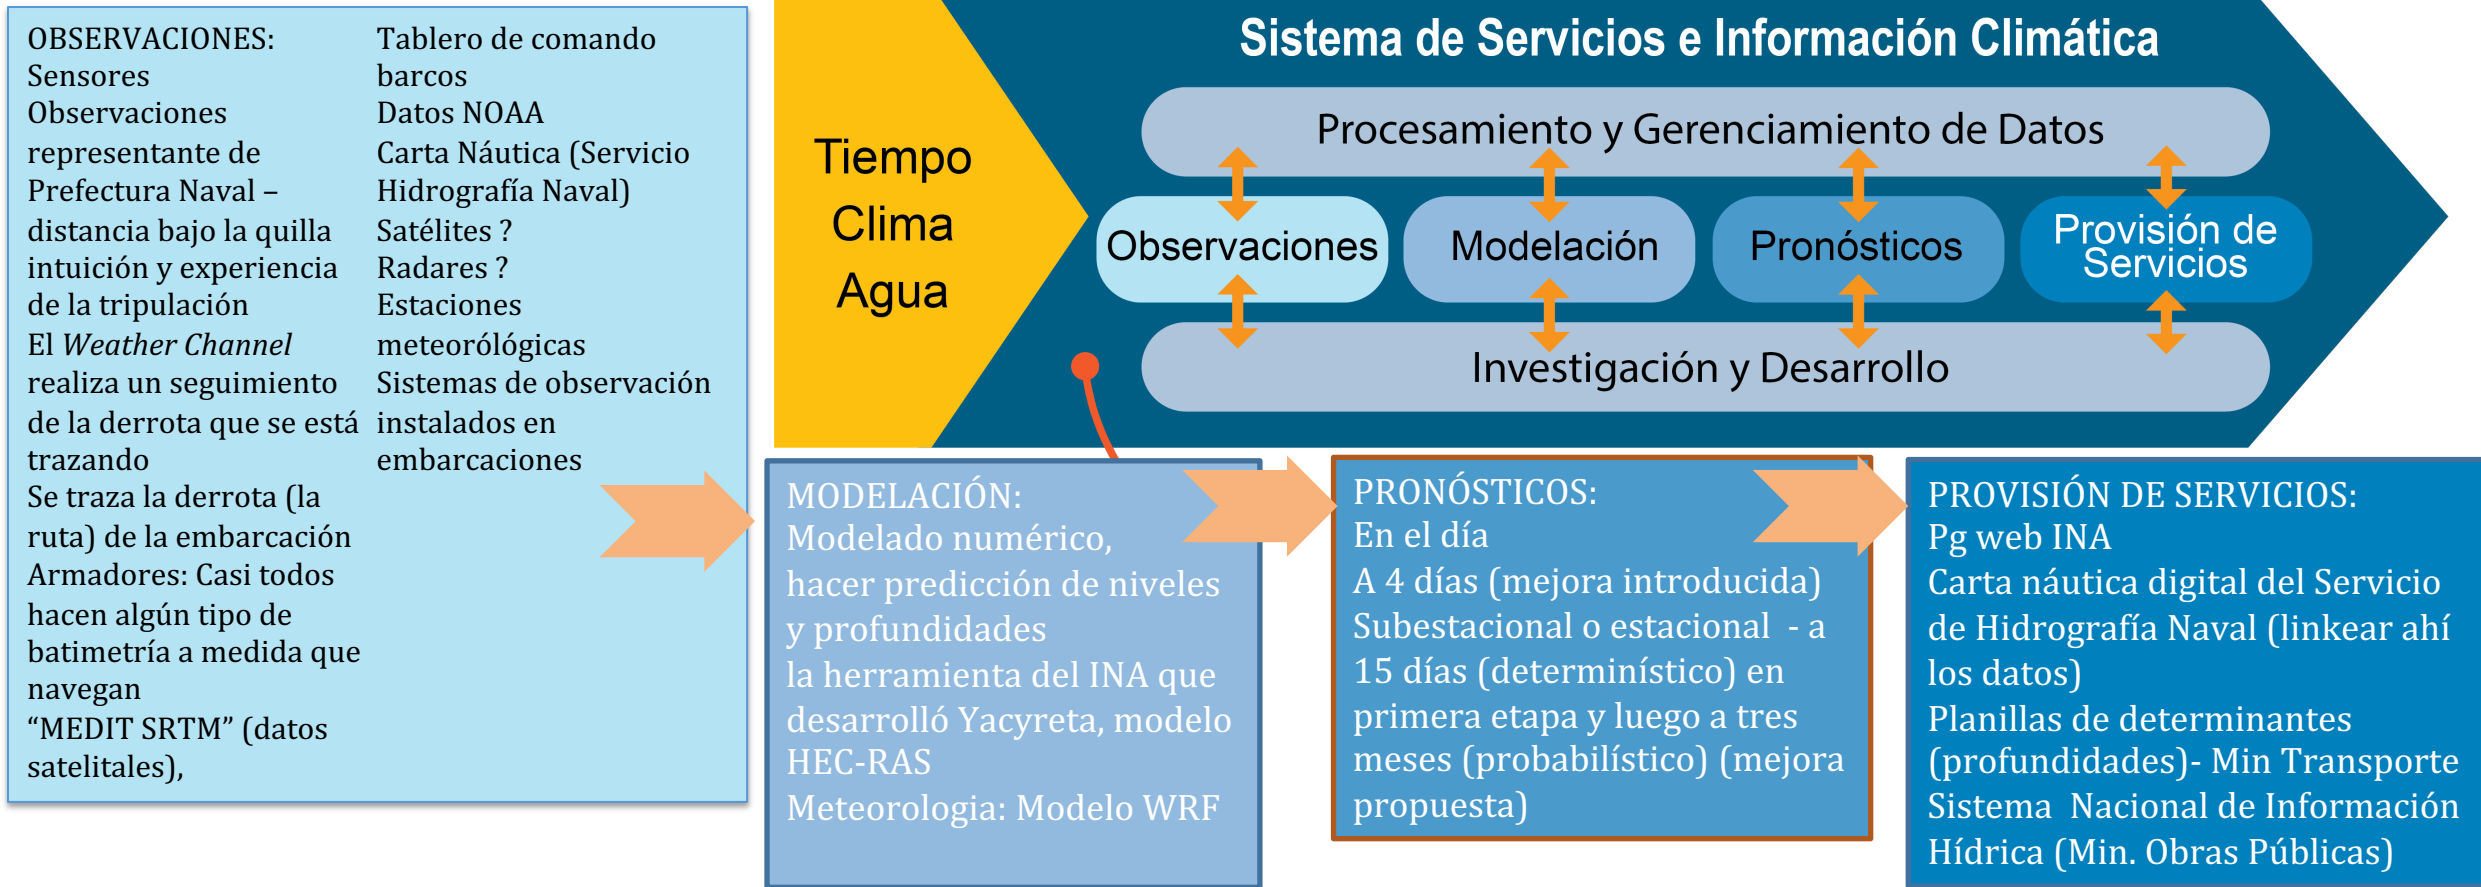 OBSERVACIONES:
Sensores
Observaciones
representante de
Prefectura Naval –
distancia bajo la quilla
intuición y experiencia
de la tripulación
El Weather Channel
realiza un seguimiento
de la derrota que se está
trazando
Se traza la derrota (la
ruta) de la embarcación
Armadores: Casi todos
hacen algún tipo de
batimetría a medida que
navegan
“MEDIT SRTM” (datos
satelitales),
Tablero de comando
barcos
Datos NOAA
Carta Náutica (Servicio
Hidrografía Naval)
Satélites ?
Radares ?
Estaciones
meteorólógicas
Sistemas de observación
instalados en
embarcaciones
Tiempo
Clima
Agua
Sistema de Servicios e Información Climática
Procesamiento y Gerenciamiento de Datos
Observaciones
Modelación
Pronósticos
Provisión de
Servicios
Investigación y Desarrollo
MODELACIÓN:
Modelado numérico,
hacer predicción de niveles
y profundidades
la herramienta del INA que
desarrolló Yacyreta, modelo
HEC-RAS
Meteorologia: Modelo WRF
PRONÓSTICOS:
En el día
A 4 días (mejora introducida)
Subestacional o estacional - a
15 días (determinístico) en
primera etapa y luego a tres
meses (probabilístico) (mejora
propuesta)
PROVISIÓN DE SERVICIOS:
Pg web INA
Carta náutica digital del Servicio
de Hidrografía Naval (linkear ahí
los datos)
Planillas de determinantes
(profundidades)- Min Transporte
Sistema Nacional de Información
Hídrica (Min. Obras Públicas)